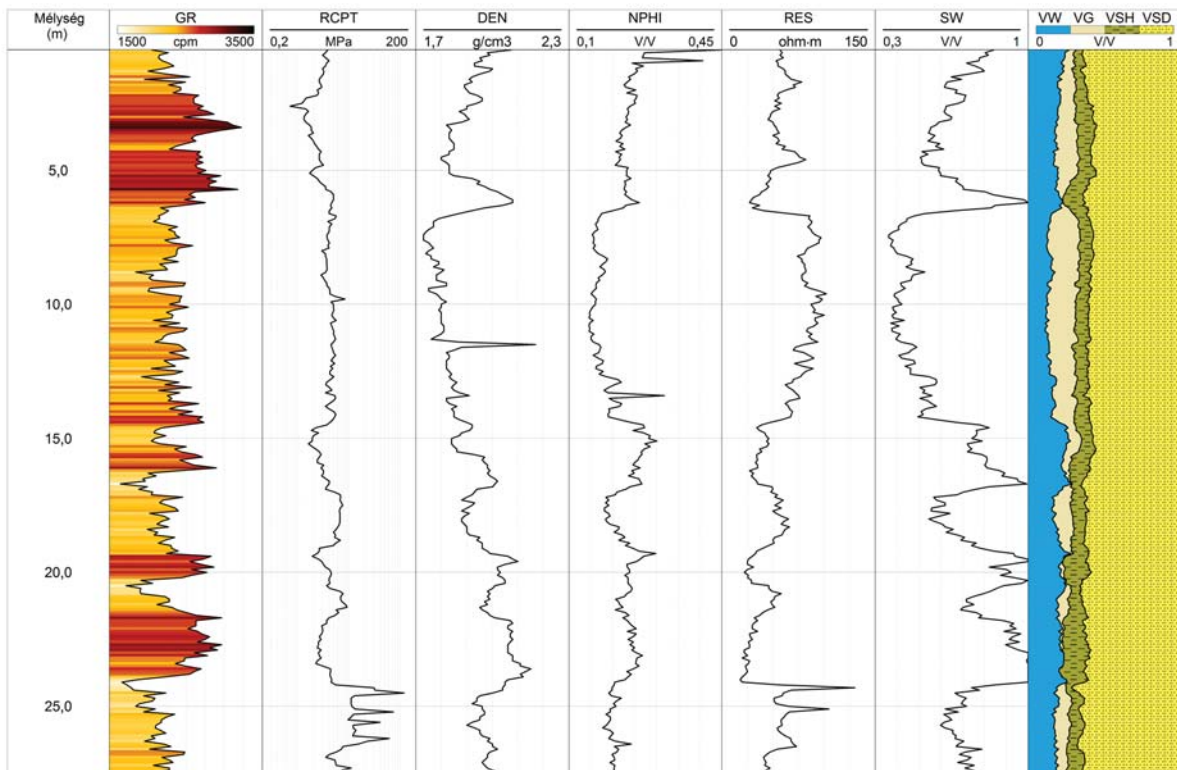 Mélység
(m)
GR
1500 cpm 3500
RCPT
0,2 MPa 200
DEN
1,7 g/cm3 2,3
NPHI
0,1 V/V 0,45
RES
0 ohm·m 150
SW
0,3 V/V 1
VW VG VSH VSD
0 V/V 1
5,0
10,0
15,0
20,0
25,0